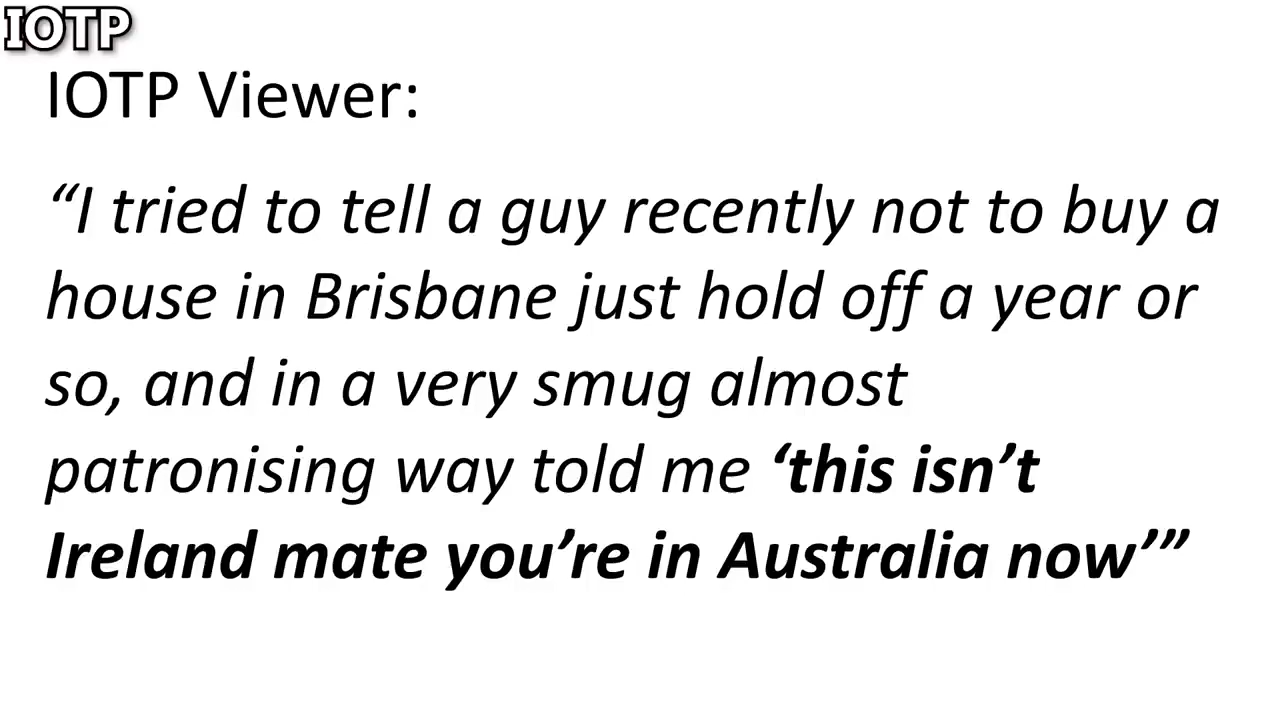 IOTP
IOTP Viewer:
“I tried to tell a guy recently not to buy a
house in Brisbane just hold off a year or
so, and in a very smug almost
patronising way told me ‘this isn’t
Ireland mate you’re in Australia now’”